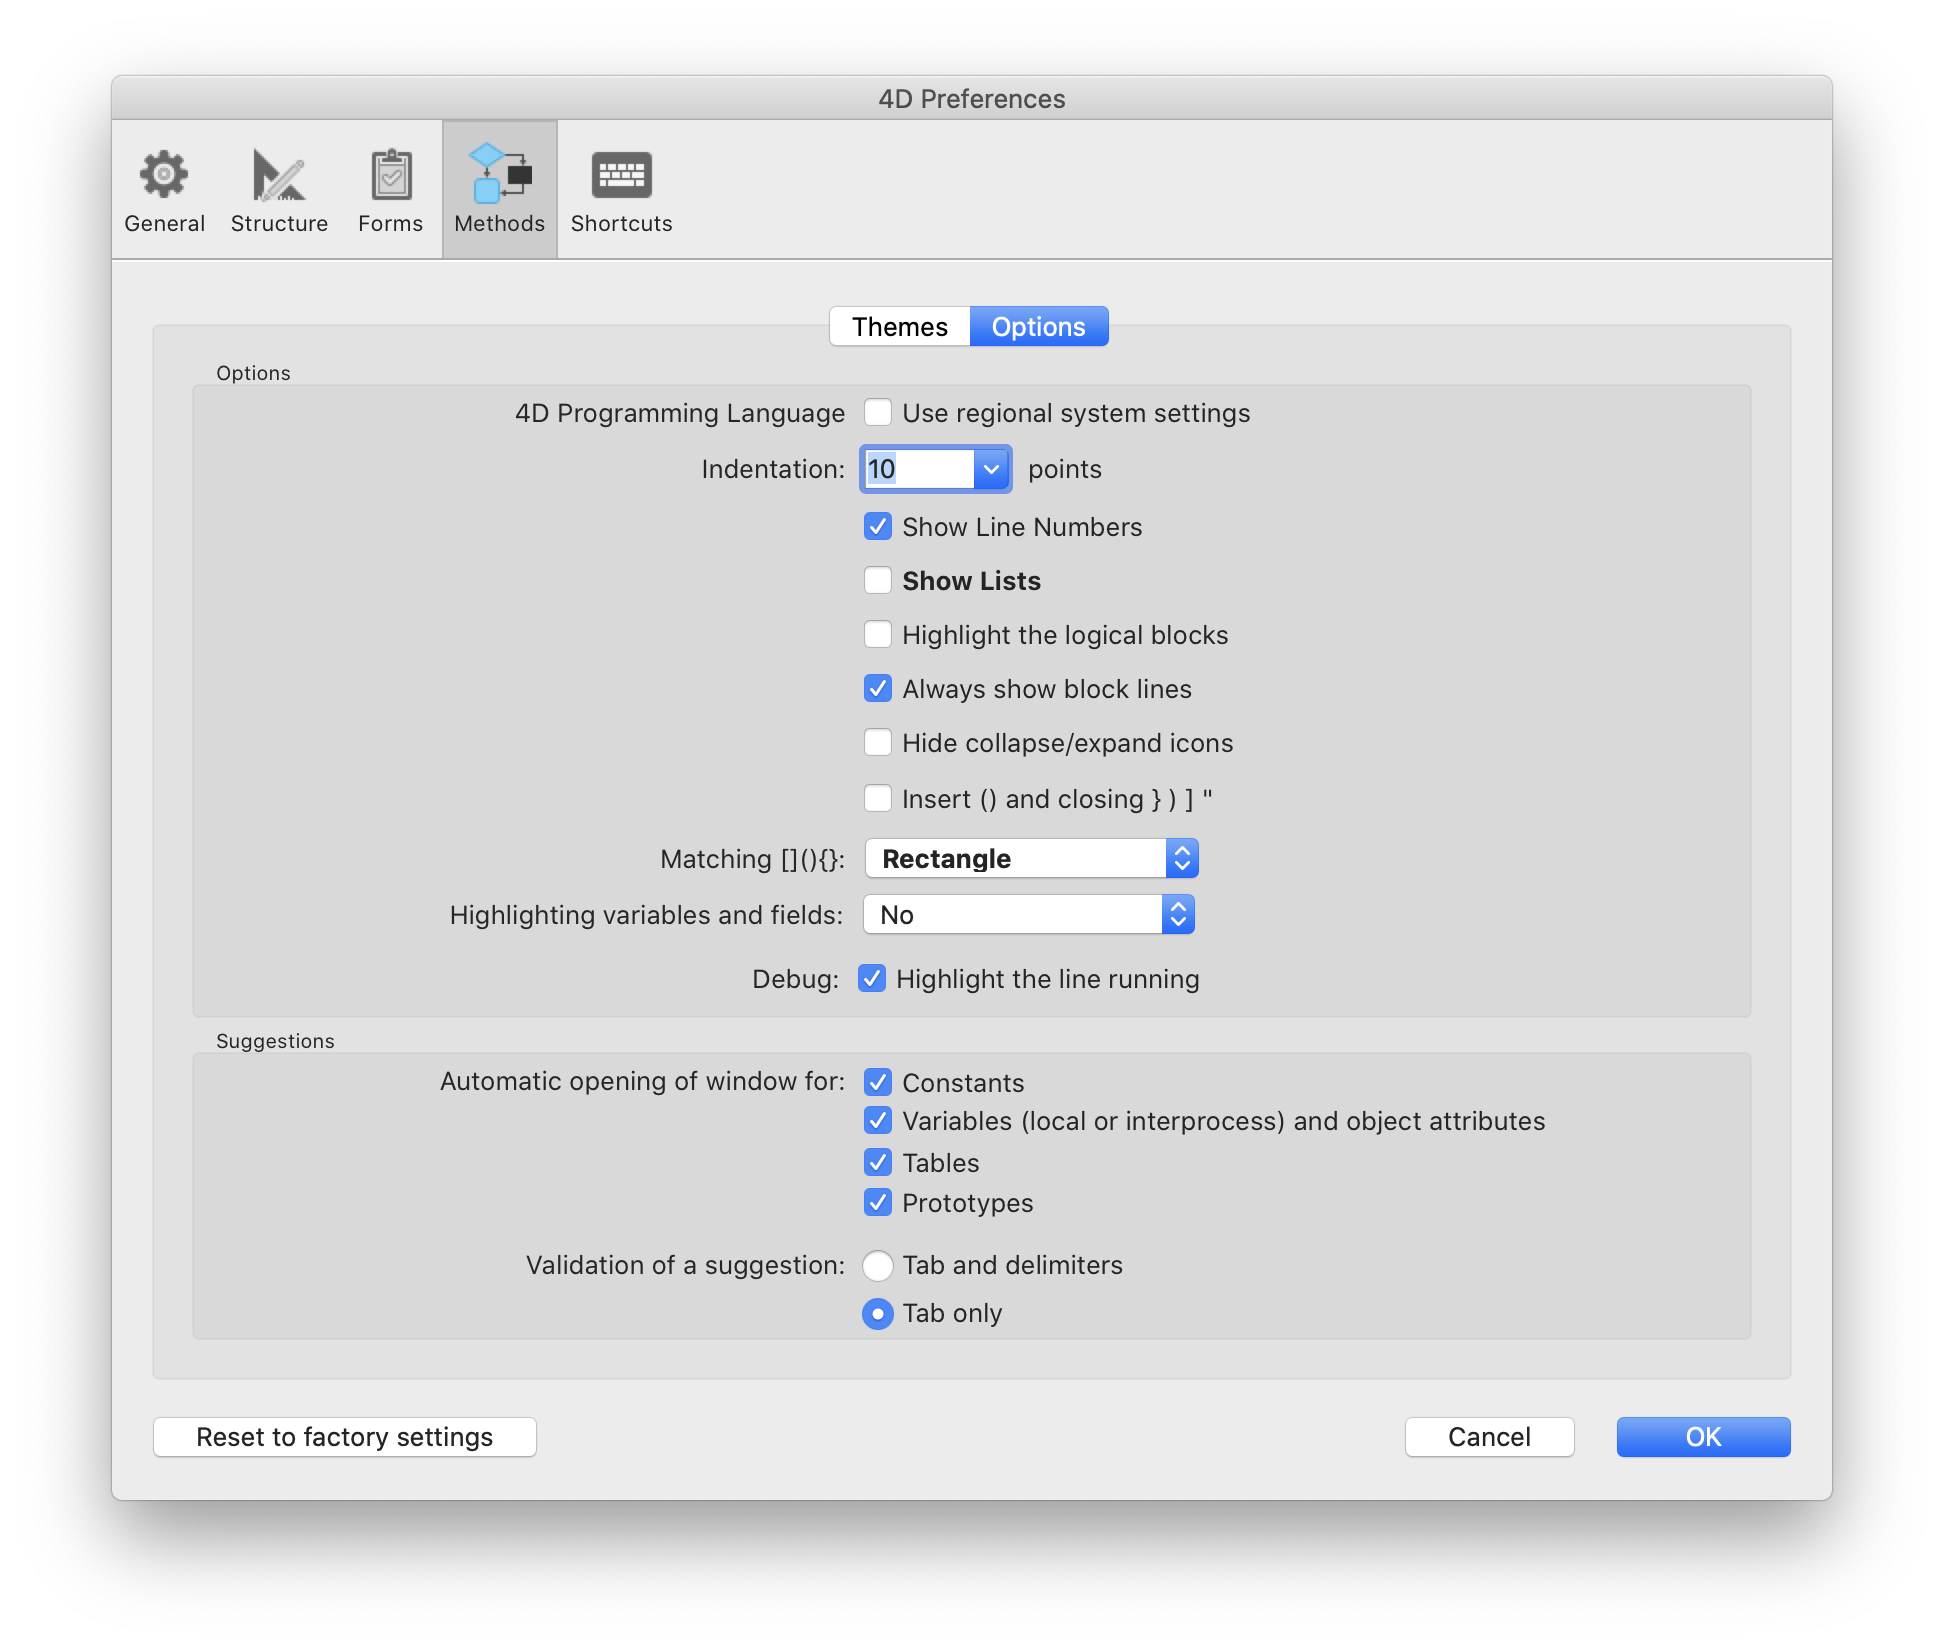 4D Preferences
General Structure Forms Methods Shortcuts
Themes Options
Options
4D Programming Language Use regional system settings
Indentation: 10 points
Show Line Numbers
Show Lists
Highlight the logical blocks
Always show block lines
Hide collapse/expand icons
Insert () and closing } ) ] "
Matching [](){}: Rectangle
Highlighting variables and fields: No
Debug: Highlight the line running
Suggestions
Automatic opening of window for: Constants
Variables (local or interprocess) and object attributes
Tables
Prototypes
Validation of a suggestion: Tab and delimiters
Tab only
Reset to factory settings Cancel OK